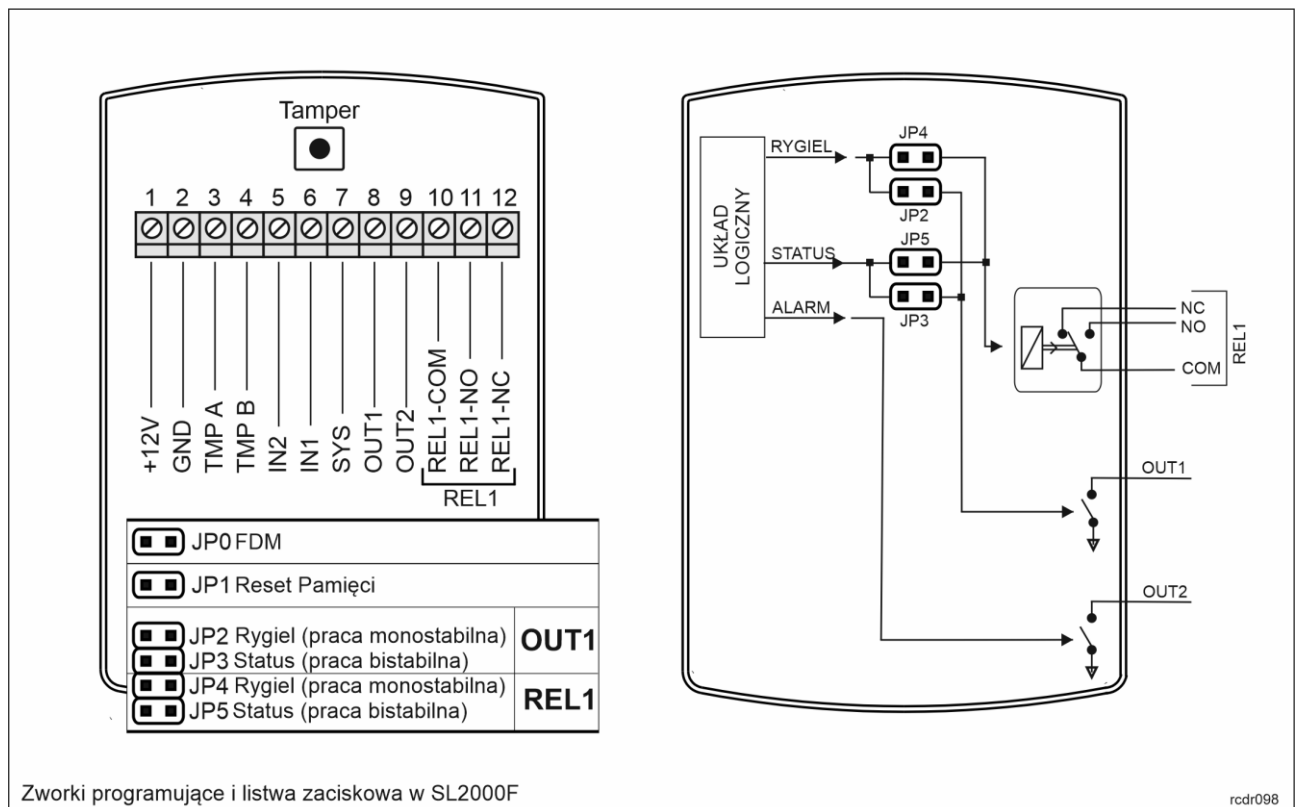 Tamper
1 2 3 4 5 6 7 8 9 10 11 12
+12V
GND
TMP A
TMP B
IN2
IN1
SYS
OUT1
OUT2
REL1-COM
REL1-NO
REL1-NC
REL1
JP0 FDM
JP1 Reset Pamięci
JP2 Rygiel (praca monostabilna)
JP3 Status (praca bistabilna)
OUT1
JP4 Rygiel (praca monostabilna)
JP5 Status (praca bistabilna)
REL1
UKŁAD
LOGICZNY
RYGIEL
STATUS
ALARM
JP4
JP2
JP5
JP3
NC
NO
COM
REL1
OUT1
OUT2
Zworki programujące i listwa zaciskowa w SL2000F
rcdr098